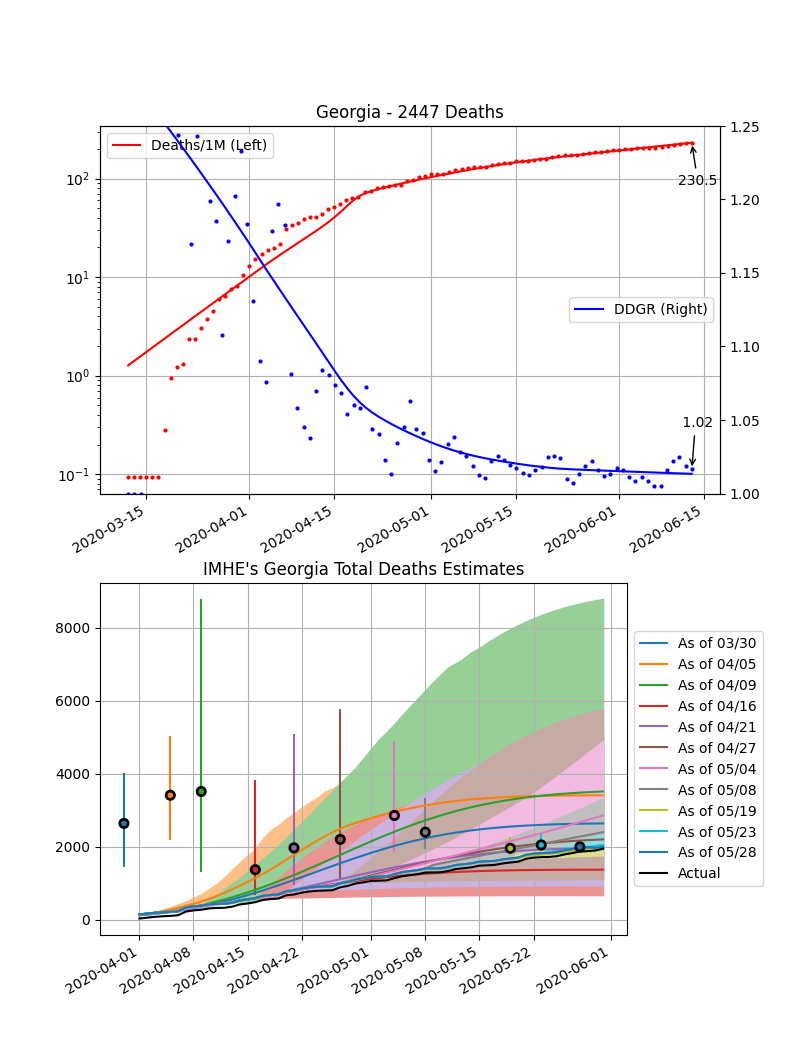 Georgia - 2447 Deaths
Deaths/1M (Left)
DDGR (Right)
230.5
1.02
10²
10¹
10⁰
10⁻¹
1.25
1.20
1.15
1.10
1.05
1.00
2020-03-15
2020-04-01
2020-04-15
2020-05-01
2020-05-15
2020-06-01
2020-06-15
IMHE's Georgia Total Deaths Estimates
8000
6000
4000
2000
0
2020-04-01
2020-04-08
2020-04-15
2020-04-22
2020-05-01
2020-05-08
2020-05-15
2020-05-22
2020-06-01
As of 03/30
As of 04/05
As of 04/09
As of 04/16
As of 04/21
As of 04/27
As of 05/04
As of 05/08
As of 05/19
As of 05/23
As of 05/28
Actual